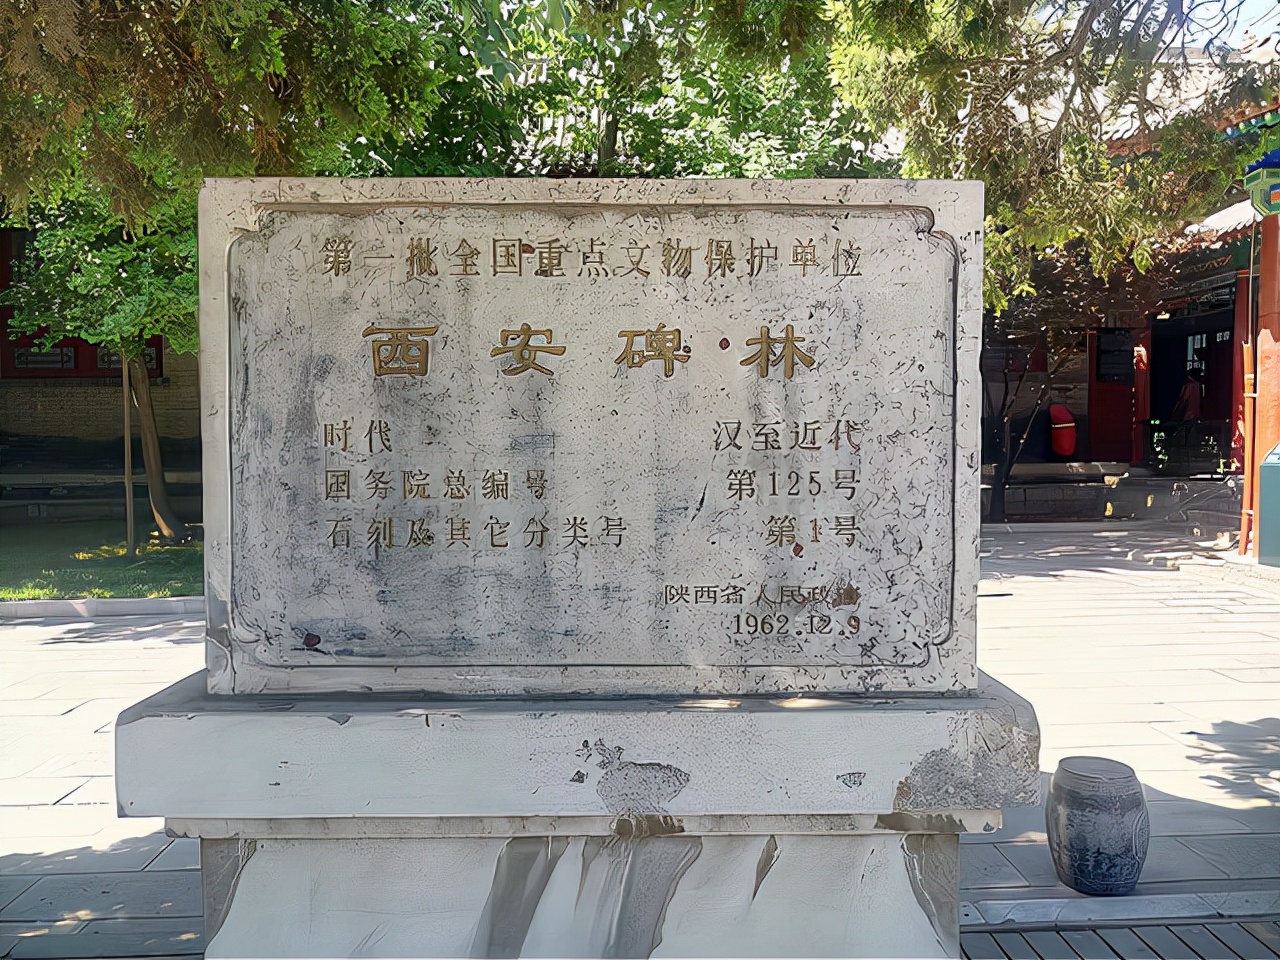 第一批全国重点文物保护单位
西安碑林
时代 汉至近代
国务院总编号 第125号
石刻及其它分类号 第1号
陕西省人民政
1962.12.9